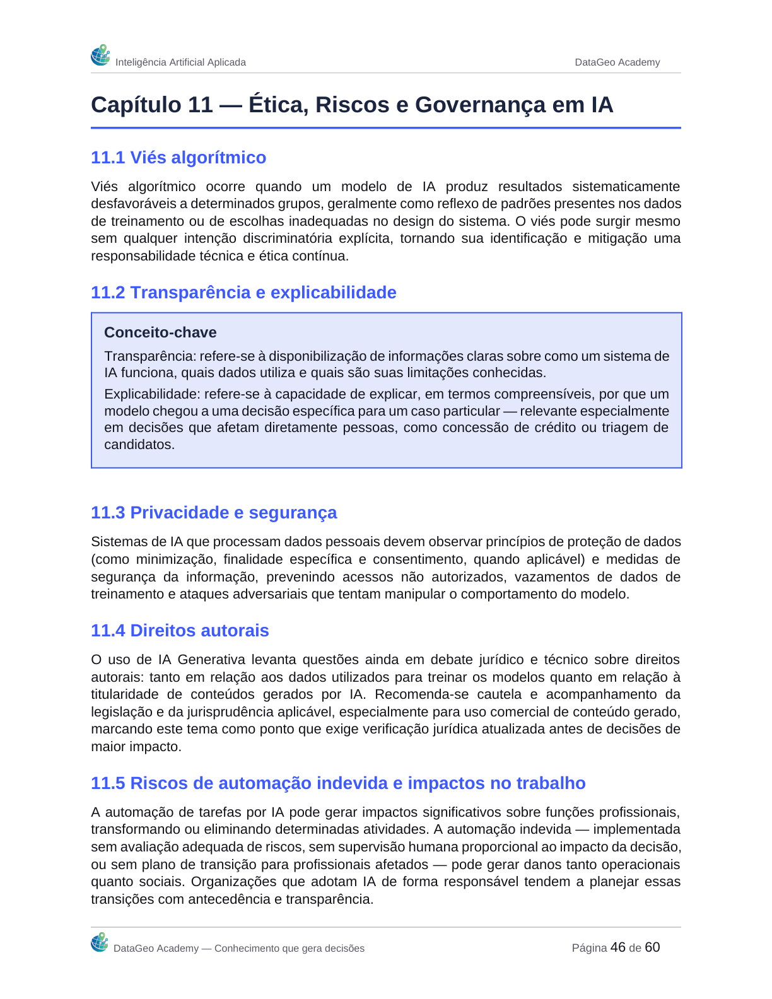 Inteligência Artificial Aplicada
DataGeo Academy
Capítulo 11 — Ética, Riscos e Governança em IA
11.1 Viés algorítmico
Viés algorítmico ocorre quando um modelo de IA produz resultados sistematicamente
desfavoráveis a determinados grupos, geralmente como reflexo de padrões presentes nos dados
de treinamento ou de escolhas inadequadas no design do sistema. O viés pode surgir mesmo
sem qualquer intenção discriminatória explícita, tornando sua identificação e mitigação uma
responsabilidade técnica e ética contínua.
11.2 Transparência e explicabilidade
Conceito-chave
Transparência: refere-se à disponibilização de informações claras sobre como um sistema de
IA funciona, quais dados utiliza e quais são suas limitações conhecidas.
Explicabilidade: refere-se à capacidade de explicar, em termos compreensíveis, por que um
modelo chegou a uma decisão específica para um caso particular — relevante especialmente
em decisões que afetam diretamente pessoas, como concessão de crédito ou triagem de
candidatos.
11.3 Privacidade e segurança
Sistemas de IA que processam dados pessoais devem observar princípios de proteção de dados
(como minimização, finalidade específica e consentimento, quando aplicável) e medidas de
segurança da informação, prevenindo acessos não autorizados, vazamentos de dados de
treinamento e ataques adversariais que tentam manipular o comportamento do modelo.
11.4 Direitos autorais
O uso de IA Generativa levanta questões ainda em debate jurídico e técnico sobre direitos
autorais: tanto em relação aos dados utilizados para treinar os modelos quanto em relação à
titularidade de conteúdos gerados por IA. Recomenda-se cautela e acompanhamento da
legislação e da jurisprudência aplicável, especialmente para uso comercial de conteúdo gerado,
marcando este tema como ponto que exige verificação jurídica atualizada antes de decisões de
maior impacto.
11.5 Riscos de automação indevida e impactos no trabalho
A automação de tarefas por IA pode gerar impactos significativos sobre funções profissionais,
transformando ou eliminando determinadas atividades. A automação indevida — implementada
sem avaliação adequada de riscos, sem supervisão humana proporcional ao impacto da decisão,
ou sem plano de transição para profissionais afetados — pode gerar danos tanto operacionais
quanto sociais. Organizações que adotam IA de forma responsável tendem a planejar essas
transições com antecedência e transparência.
DataGeo Academy — Conhecimento que gera decisões
Página 46 de 60